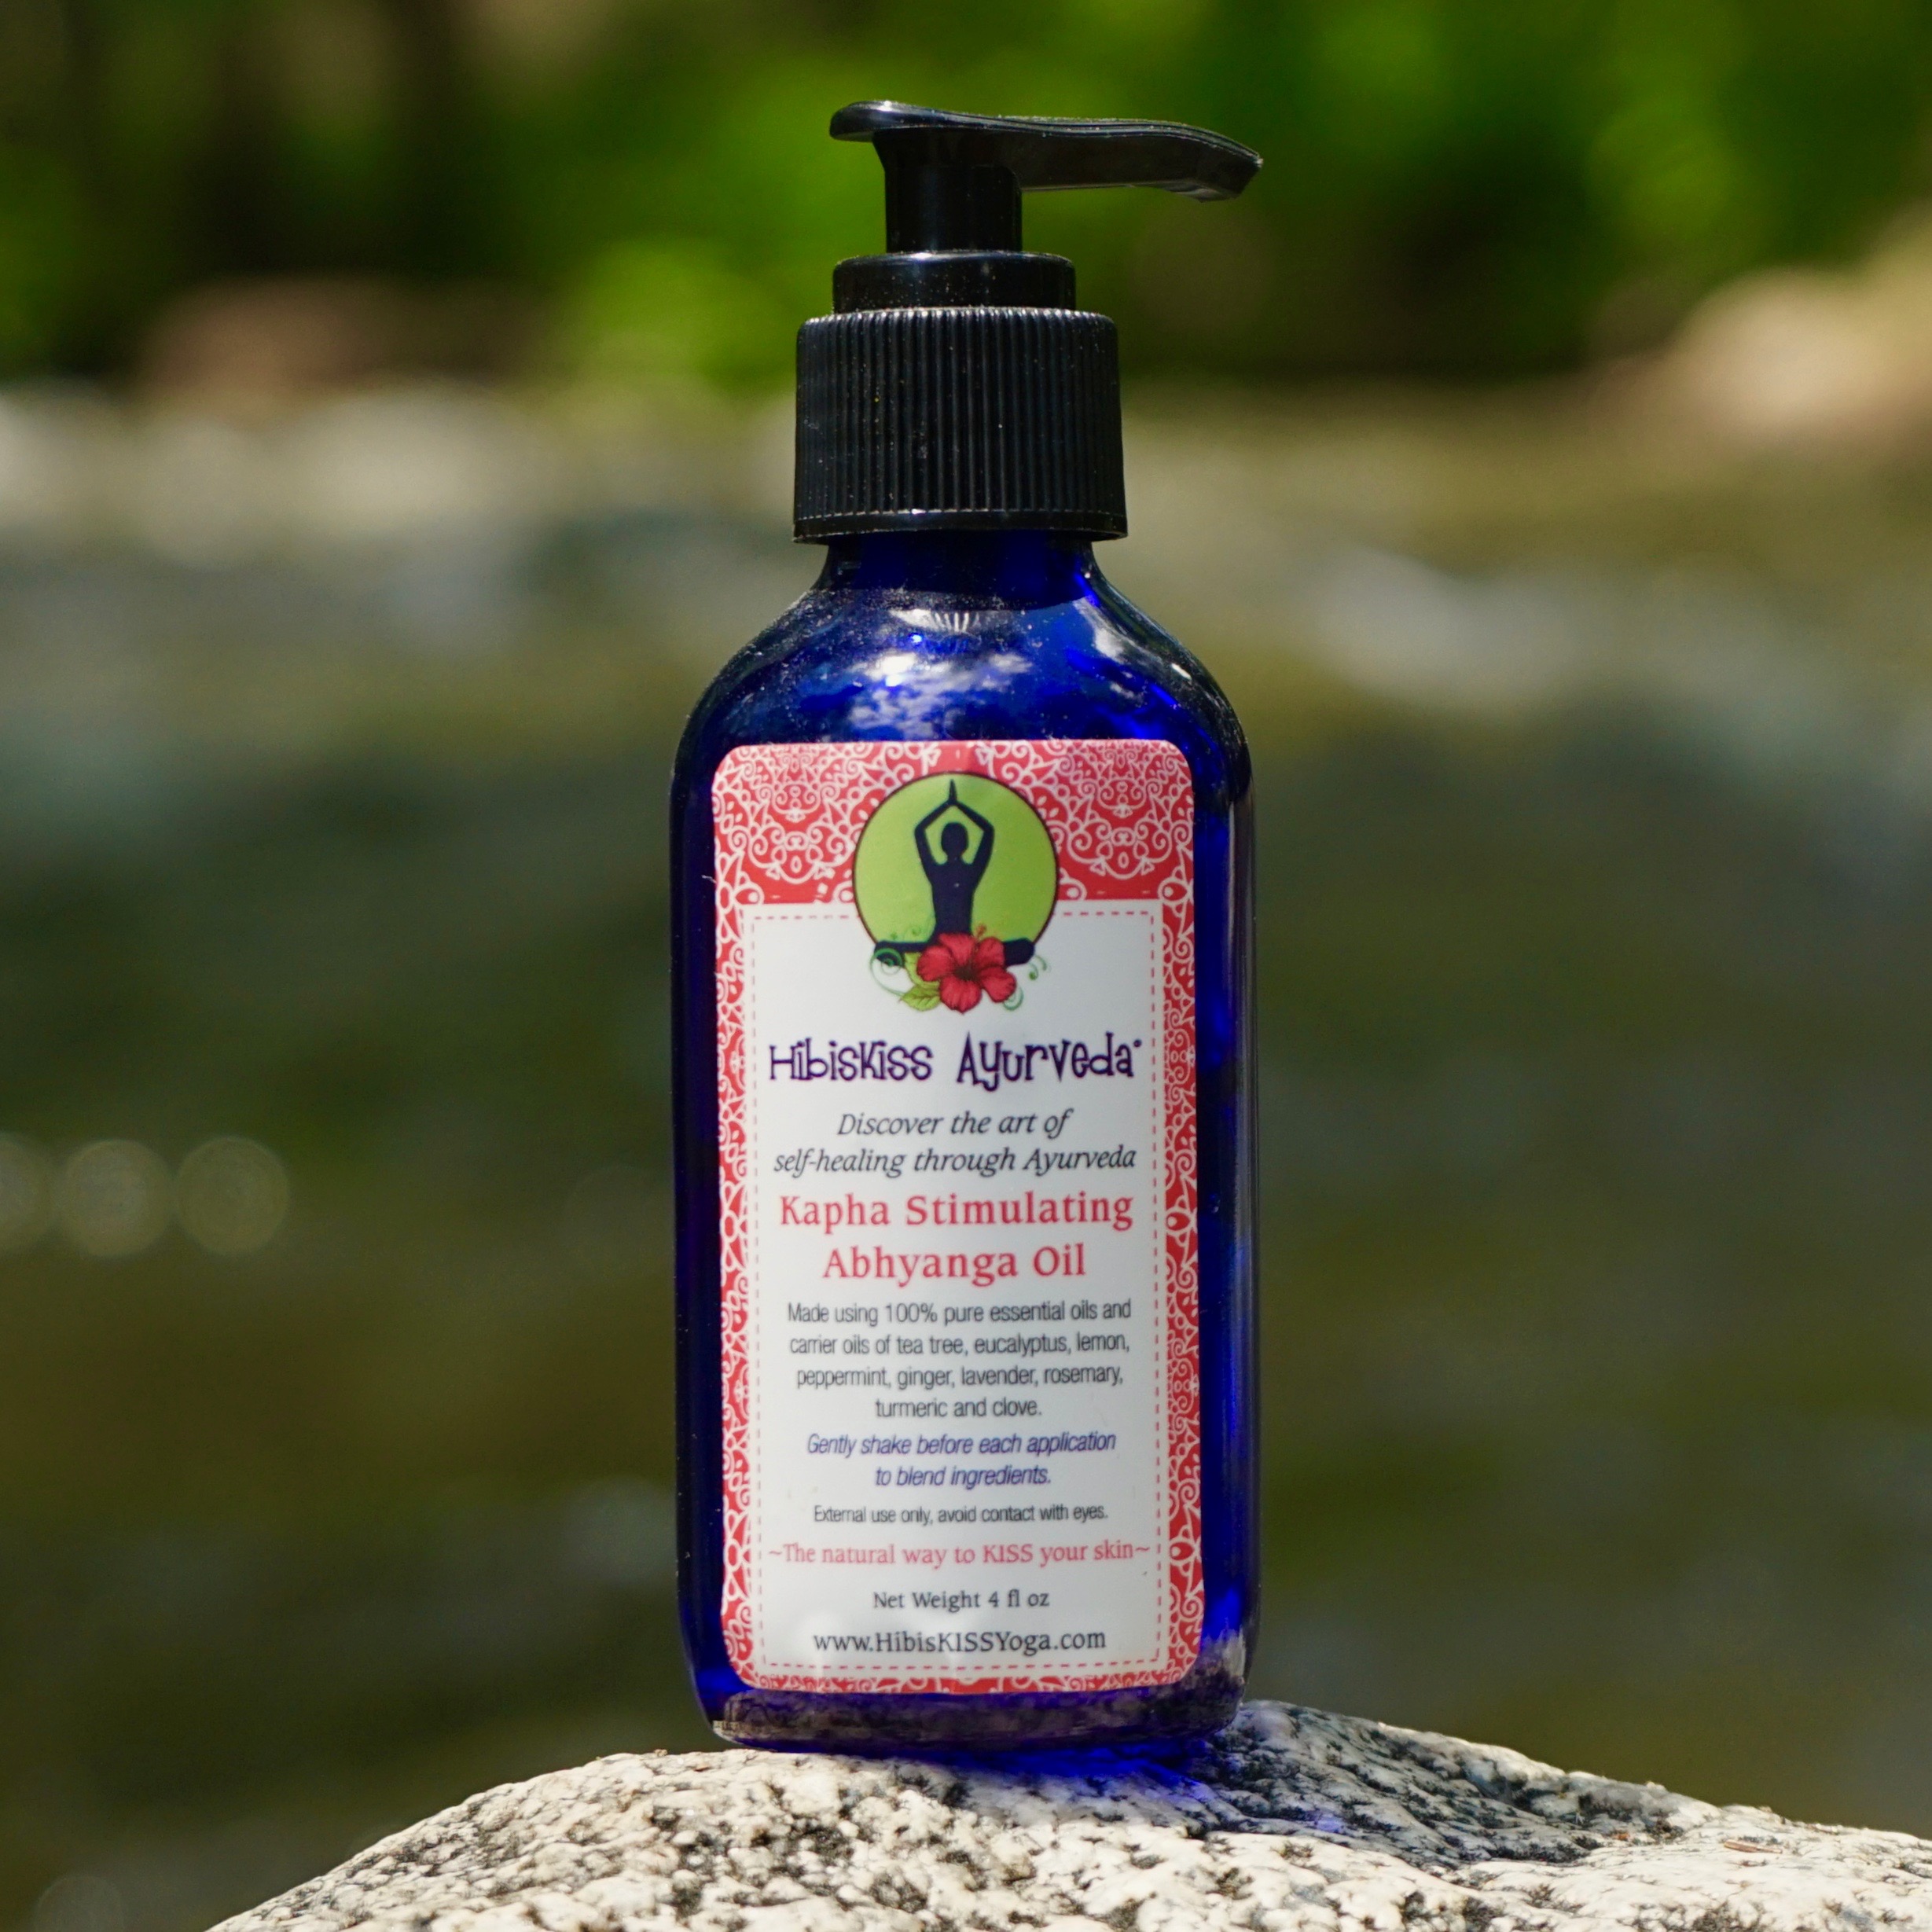 Hibiskiss Ayurveda®
Discover the art of
self-healing through Ayurveda
Kapha Stimulating
Abhyanga Oil
Made using 100% pure essential oils and
carrier oils of tea tree, eucalyptus, lemon,
peppermint, ginger, lavender, rosemary,
turmeric and clove.
Gently shake before each application
to blend ingredients.
External use only, avoid contact with eyes.
~The natural way to KISS your skin~
Net Weight 4 fl oz
www.HibisKISSYoga.com